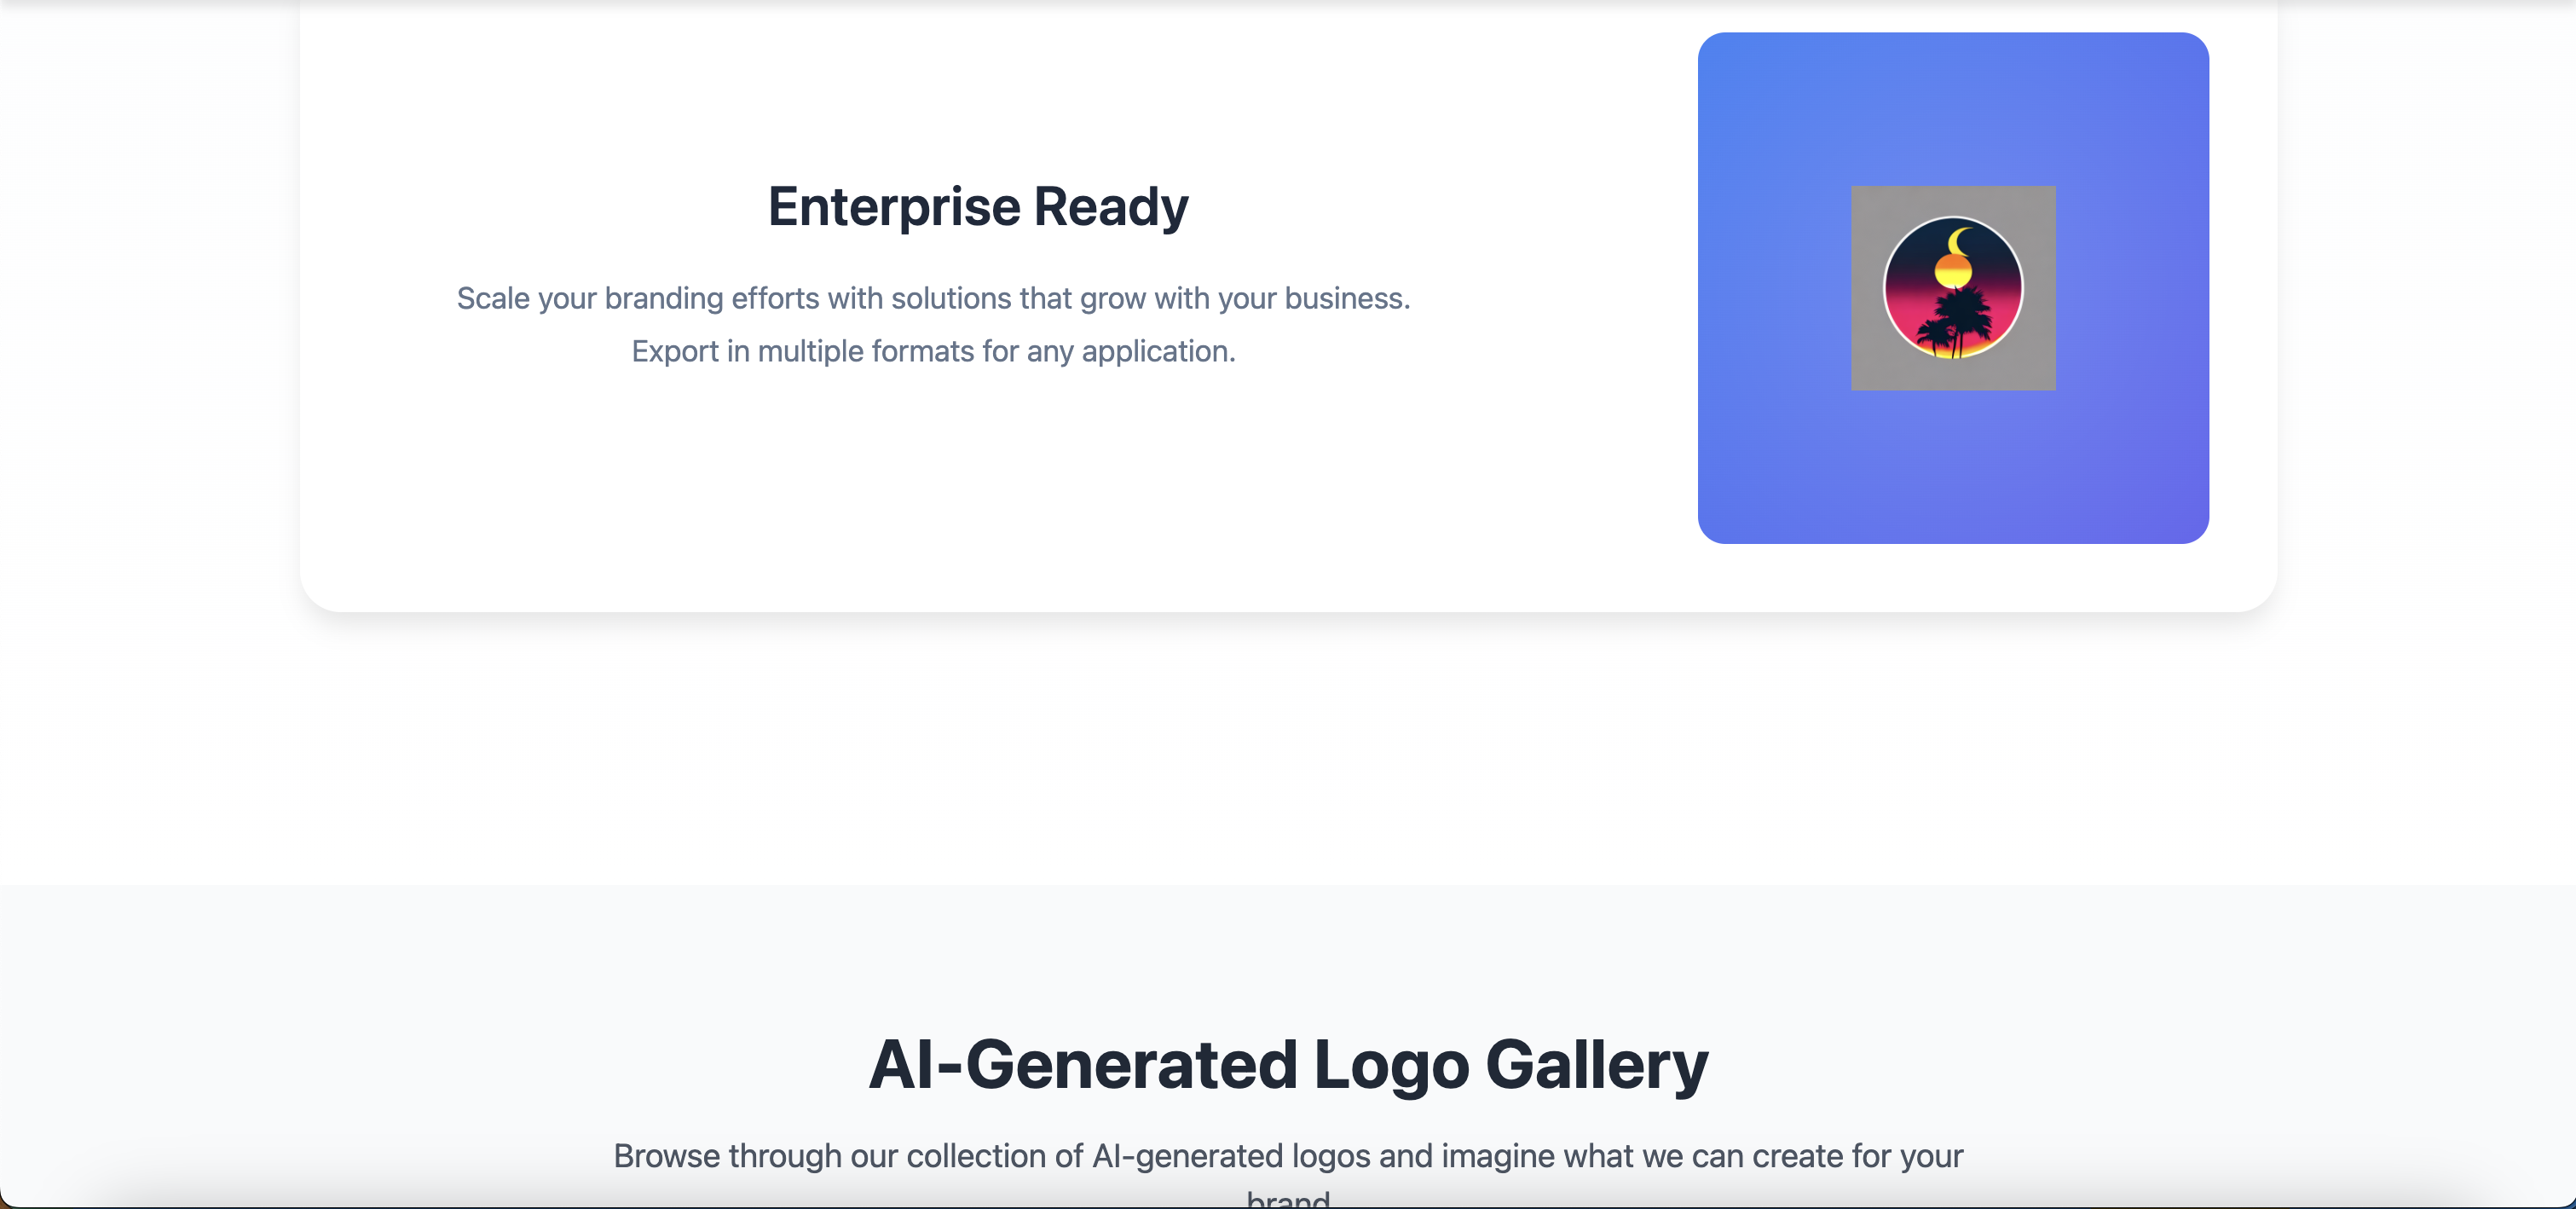 Enterprise Ready
Scale your branding efforts with solutions that grow with your business.
Export in multiple formats for any application.
AI-Generated Logo Gallery
Browse through our collection of AI-generated logos and imagine what we can create for your
brand